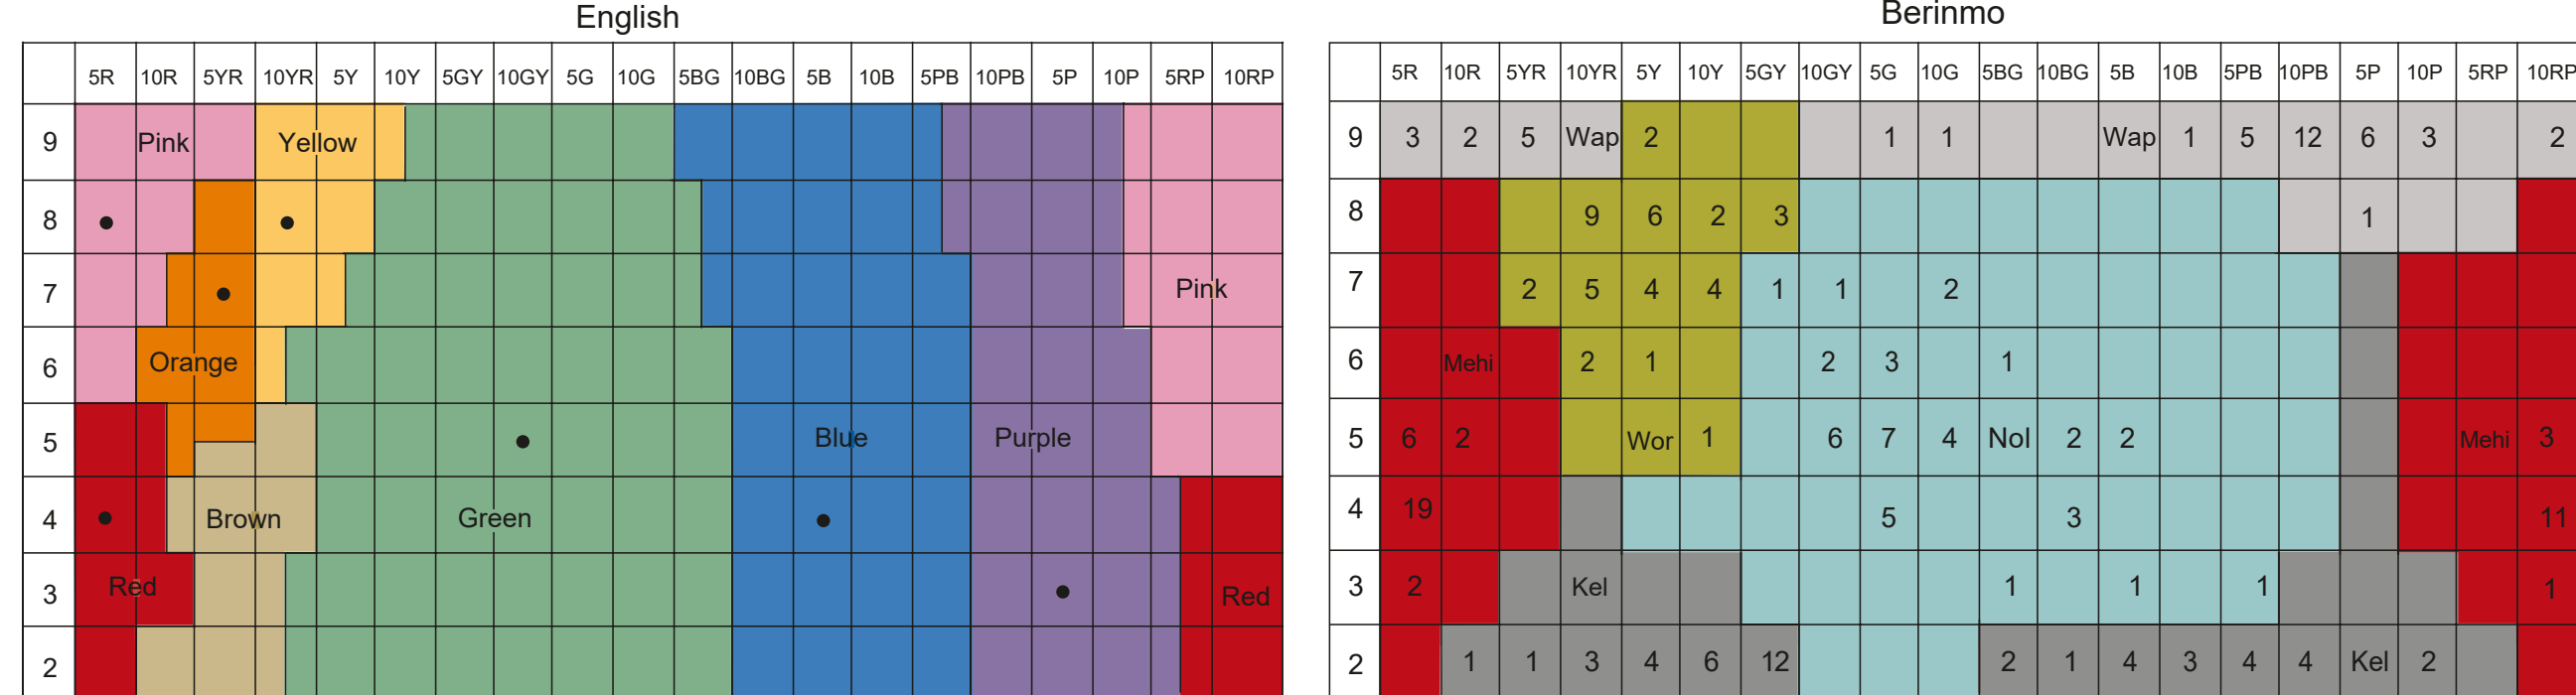 English
5R 10R 5YR 10YR 5Y 10Y 5GY 10GY 5G 10G 5BG 10BG 5B 10B 5PB 10PB 5P 10P 5RP 10RP
9 Pink Yellow
8
7 Pink
6 Orange
5 Blue Purple
4 Brown Green
3 Red Red
2
Berinmo
5R 10R 5YR 10YR 5Y 10Y 5GY 10GY 5G 10G 5BG 10BG 5B 10B 5PB 10PB 5P 10P 5RP 10RP
9 3 2 5 Wap 2 1 1 Wap 1 5 12 6 3 2
8 9 6 2 3 1
7 2 5 4 4 1 1 2
6 Mehi 2 1 2 3 1
5 6 2 Wor 1 6 7 4 Nol 2 2 Mehi 3
4 19 5 3 11
3 2 Kel 1 1 1 1
2 1 1 3 4 6 12 2 1 4 3 4 4 Kel 2